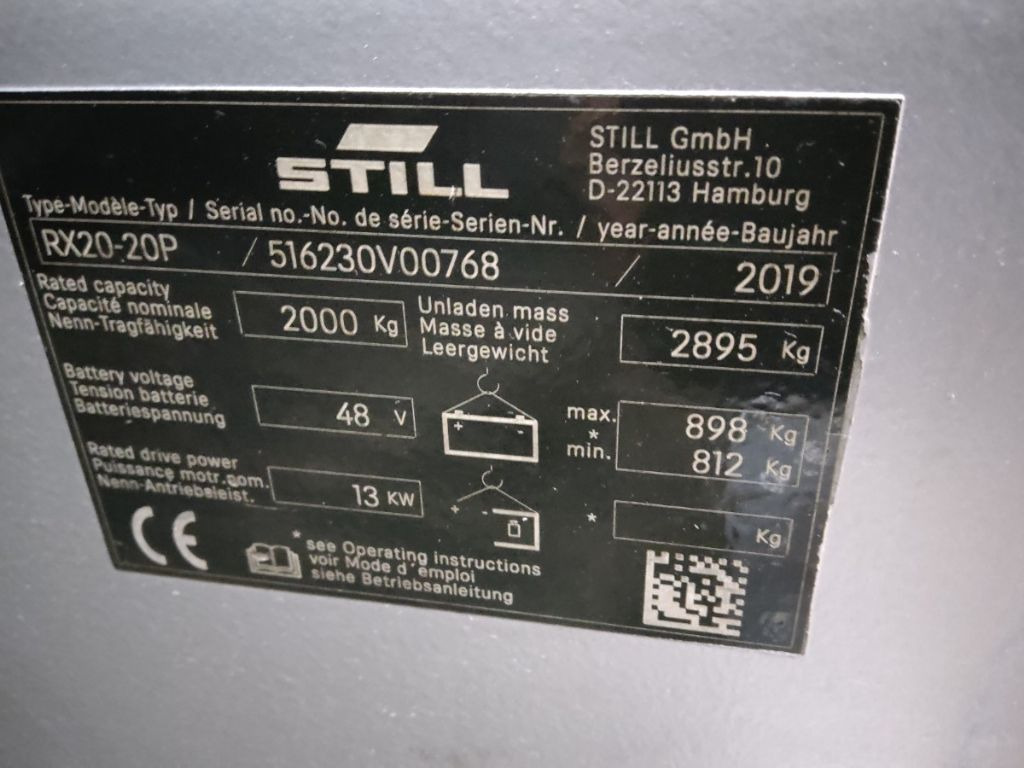 STILL
STILL GmbH
Berzeliusstr.10
D-22113 Hamburg
Type-Modèle-Typ / Serial no.-No. de série-Serien-Nr. / year-année-Baujahr
RX20-20P / 516230V00768 / 2019
Rated capacity
Capacité nominale
Nenn-Tragfähigkeit
2000 Kg
Unladen mass
Masse à vide
Leergewicht
2895 Kg
Battery voltage
Tension batterie
Batteriespannung
48 V
+ -
max.
*
min.
898 Kg
812 Kg
Rated drive power
Puissance motr.nom.
Nenn-Antriebsleist.
13 KW
+ -
*
Kg
CE
* see Operating instructions
voir Mode d'emploi
siehe Betriebsanleitung